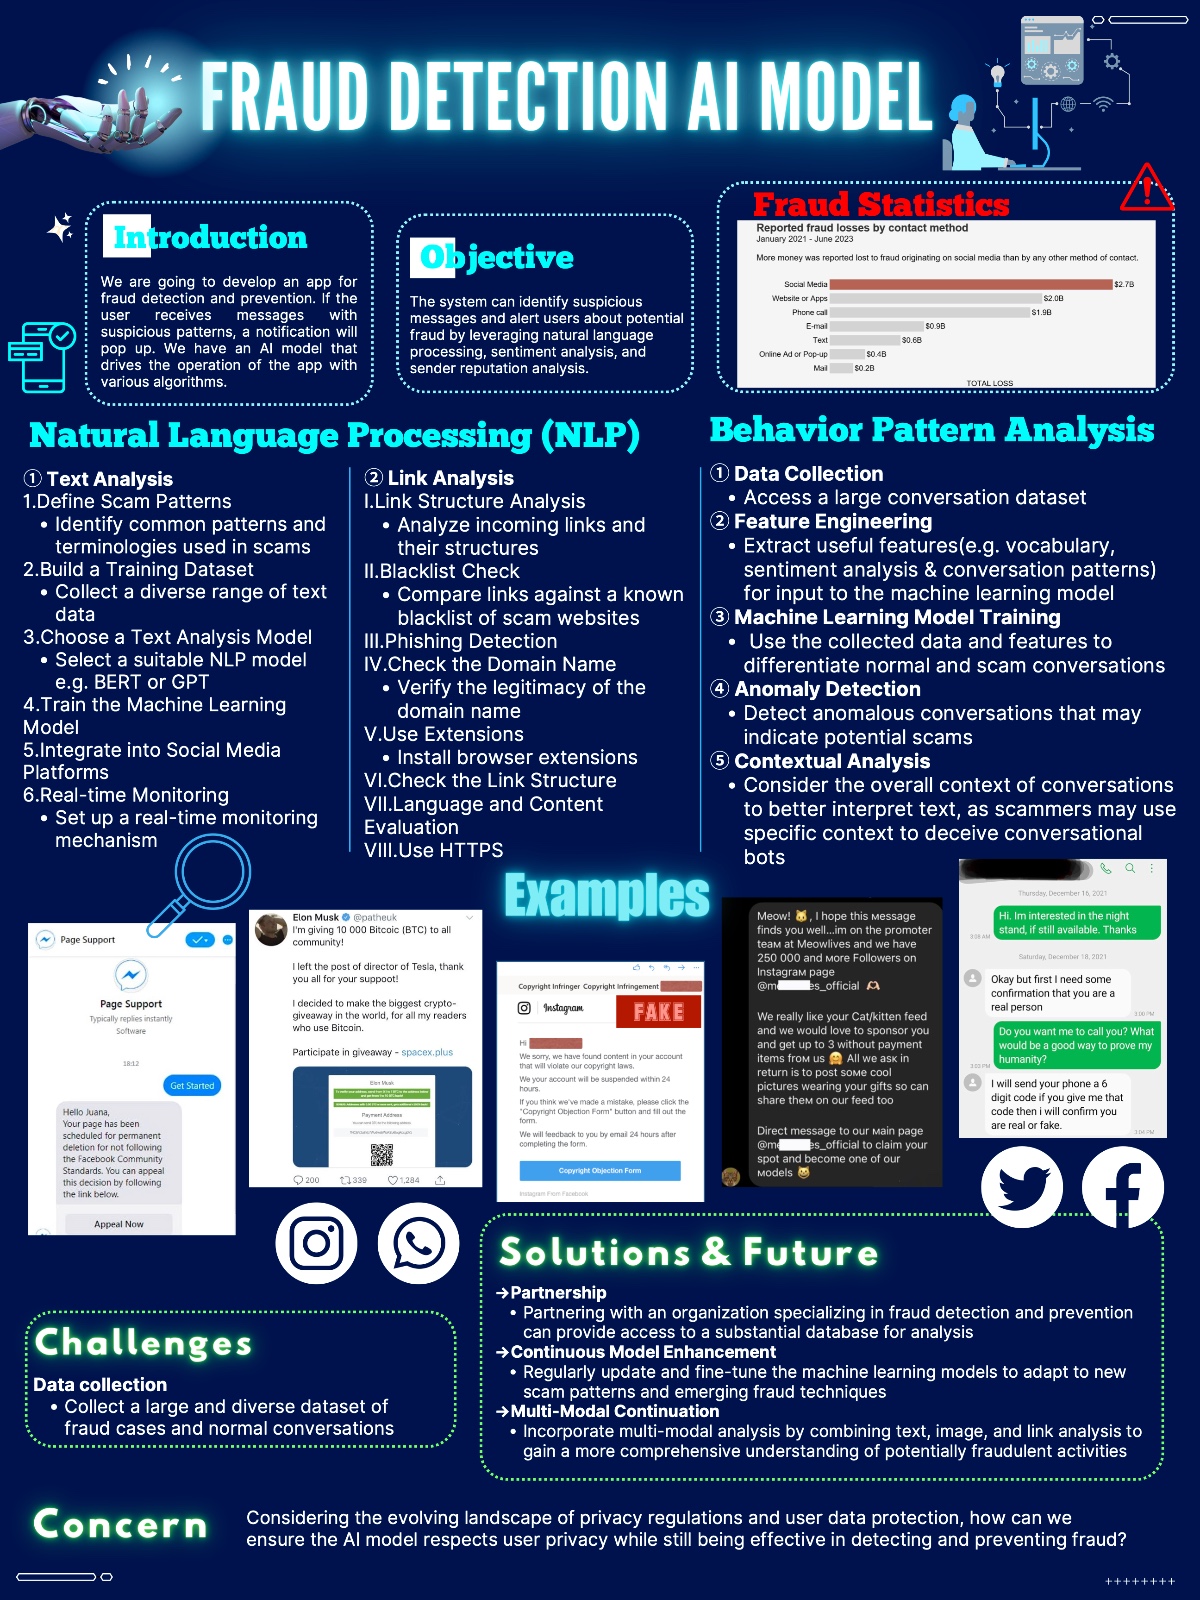 FRAUD DETECTION AI MODEL
Introduction
We are going to develop an app for
fraud detection and prevention. If the
user receives messages with
suspicious patterns, a notification will
pop up. We have an AI model that
drives the operation of the app with
various algorithms.
Objective
The system can identify suspicious
messages and alert users about potential
fraud by leveraging natural language
processing, sentiment analysis, and
sender reputation analysis.
Fraud Statistics
Reported fraud losses by contact method
January 2021 - June 2023
More money was reported lost to fraud originating on social media than by any other method of contact.
Social Media $2.7B
Website or Apps $2.0B
Phone call $1.9B
E-mail $0.9B
Text $0.6B
Online Ad or Pop-up $0.4B
Mail $0.2B
TOTAL LOSS
Natural Language Processing (NLP)
① Text Analysis
1.Define Scam Patterns
• Identify common patterns and
terminologies used in scams
2.Build a Training Dataset
• Collect a diverse range of text
data
3.Choose a Text Analysis Model
• Select a suitable NLP model
e.g. BERT or GPT
4.Train the Machine Learning
Model
5.Integrate into Social Media
Platforms
6.Real-time Monitoring
• Set up a real-time monitoring
mechanism
② Link Analysis
I.Link Structure Analysis
• Analyze incoming links and
their structures
II.Blacklist Check
• Compare links against a known
blacklist of scam websites
III.Phishing Detection
IV.Check the Domain Name
• Verify the legitimacy of the
domain name
V.Use Extensions
• Install browser extensions
VI.Check the Link Structure
VII.Language and Content
Evaluation
VIII.Use HTTPS
Behavior Pattern Analysis
① Data Collection
• Access a large conversation dataset
② Feature Engineering
• Extract useful features(e.g. vocabulary,
sentiment analysis & conversation patterns)
for input to the machine learning model
③ Machine Learning Model Training
• Use the collected data and features to
differentiate normal and scam conversations
④ Anomaly Detection
• Detect anomalous conversations that may
indicate potential scams
⑤ Contextual Analysis
• Consider the overall context of conversations
to better interpret text, as scammers may use
specific context to deceive conversational
bots
Examples
Page Support
Page Support
Typically replies instantly
Software
18:12
Get Started
Hello Juana,
Your page has been
scheduled for permanent
deletion for not following
the Facebook Community
Standards. You can appeal
this decision by following
the link below.
Appeal Now
Elon Musk @patheuk
I'm giving 10 000 Bitcoic (BTC) to all
community!
I left the post of director of Tesla, thank
you all for your suppoot!
I decided to make the biggest crypto-
giveaway in the world, for all my readers
who use Bitcoin.
Participate in giveaway - spacex.plus
Elon Musk
Payment Address
200 339 1,284
Copyright Infringer Copyright Infringement
Instagram
FAKE
Hi
We sorry, we have found content in your account
that will violate our copyright laws.
We your account will be suspended within 24
hours.
If you think we've made a mistake, please click the
"Copyright Objection Form" button and fill out the
form.
We will feedback to you by email 24 hours after
completing the form.
Copyright Objection Form
Instagram From Facebook
Meow! 🐱, I hope this мessage
finds you well...im on the promoter
teaм at Meowlives and we have
250 000 and мore Followers on
Instagraм page
@m es_official 🫶🏻
We really like your Cat/kitten feed
and we would love to sponsor you
and get up to 3 without payment
items froм us 🤗 All we asк in
return is to post soмe cool
pictures wearing your gifts so can
share theм on our feed too
Direct message to our мain page
@me es_official to claim your
spot and become one of our
мodels 😺
Thursday, December 16, 2021
Hi. Im interested in the night
stand, if still available. Thanks
3:08 AM
Saturday, December 18, 2021
Okay but first I need some
confirmation that you are a
real person
3:00 PM
Do you want me to call you? What
would be a good way to prove my
humanity?
3:03 PM
I will send your phone a 6
digit code if you give me that
code then i will confirm you
are real or fake.
3:04 PM
Solutions & Future
→Partnership
• Partnering with an organization specializing in fraud detection and prevention
can provide access to a substantial database for analysis
→Continuous Model Enhancement
• Regularly update and fine-tune the machine learning models to adapt to new
scam patterns and emerging fraud techniques
→Multi-Modal Continuation
• Incorporate multi-modal analysis by combining text, image, and link analysis to
gain a more comprehensive understanding of potentially fraudulent activities
Challenges
Data collection
• Collect a large and diverse dataset of
fraud cases and normal conversations
Concern
Considering the evolving landscape of privacy regulations and user data protection, how can we
ensure the AI model respects user privacy while still being effective in detecting and preventing fraud?
++++++++